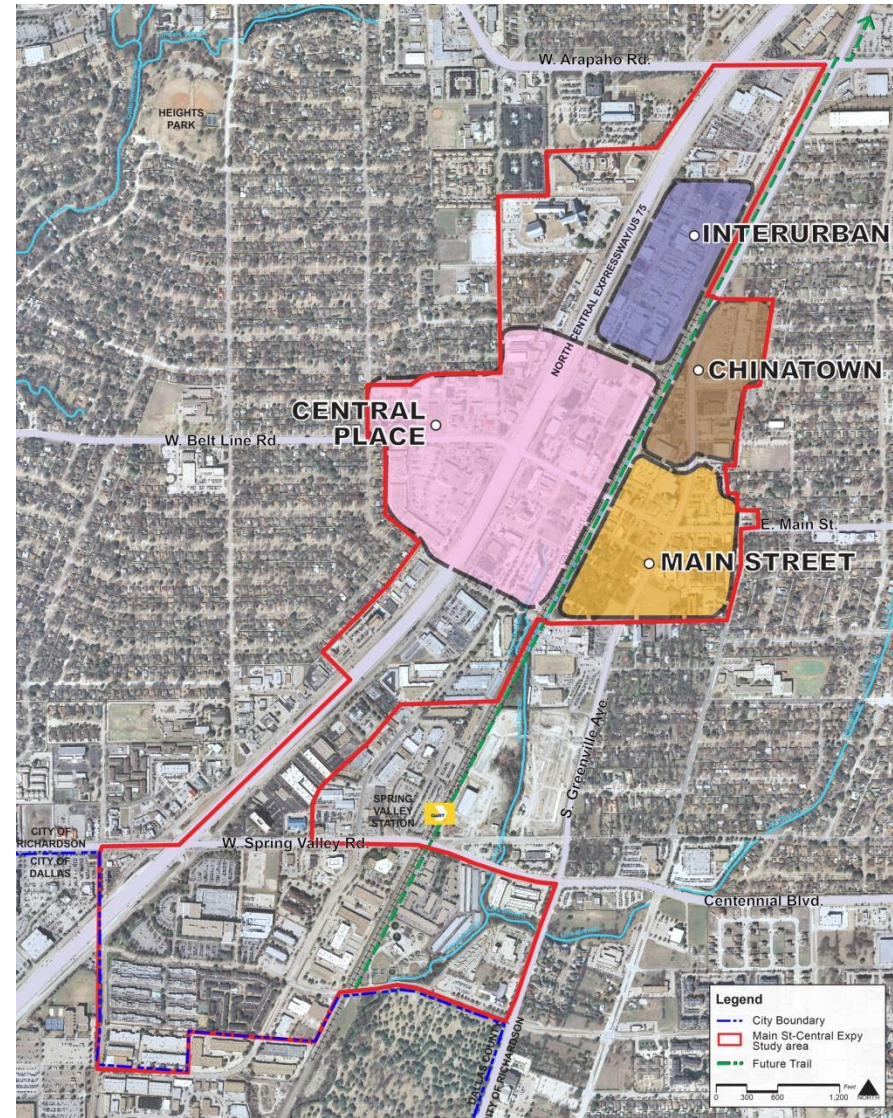 W. Arapaho Rd.
HEIGHTS
PARK
NORTH CENTRAL EXPRESSWAY/US 75
INTERURBAN
CHINATOWN
CENTRAL
PLACE
W. Belt Line Rd.
E. Main St.
MAIN STREET
S. Greenville Ave.
SPRING
VALLEY
STATION
DART
CITY OF
RICHARDSON
CITY OF
DALLAS
W. Spring Valley Rd.
Centennial Blvd.
DALLAS COUNTY
CITY OF RICHARDSON
Legend
City Boundary
Main St-Central Expy
Study area
Future Trail
Feet
0 300 600 1,200
NORTH